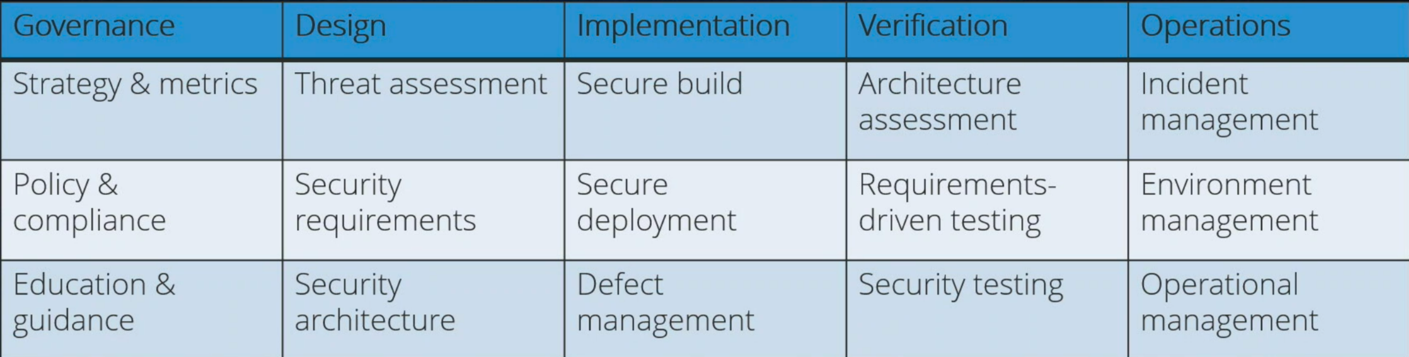 Governance
Design
Implementation
Verification
Operations
Strategy & metrics
Threat assessment
Secure build
Architecture
assessment
Incident
management
Policy &
compliance
Security
requirements
Secure
deployment
Requirements-
driven testing
Environment
management
Education &
guidance
Security
architecture
Defect
management
Security testing
Operational
management